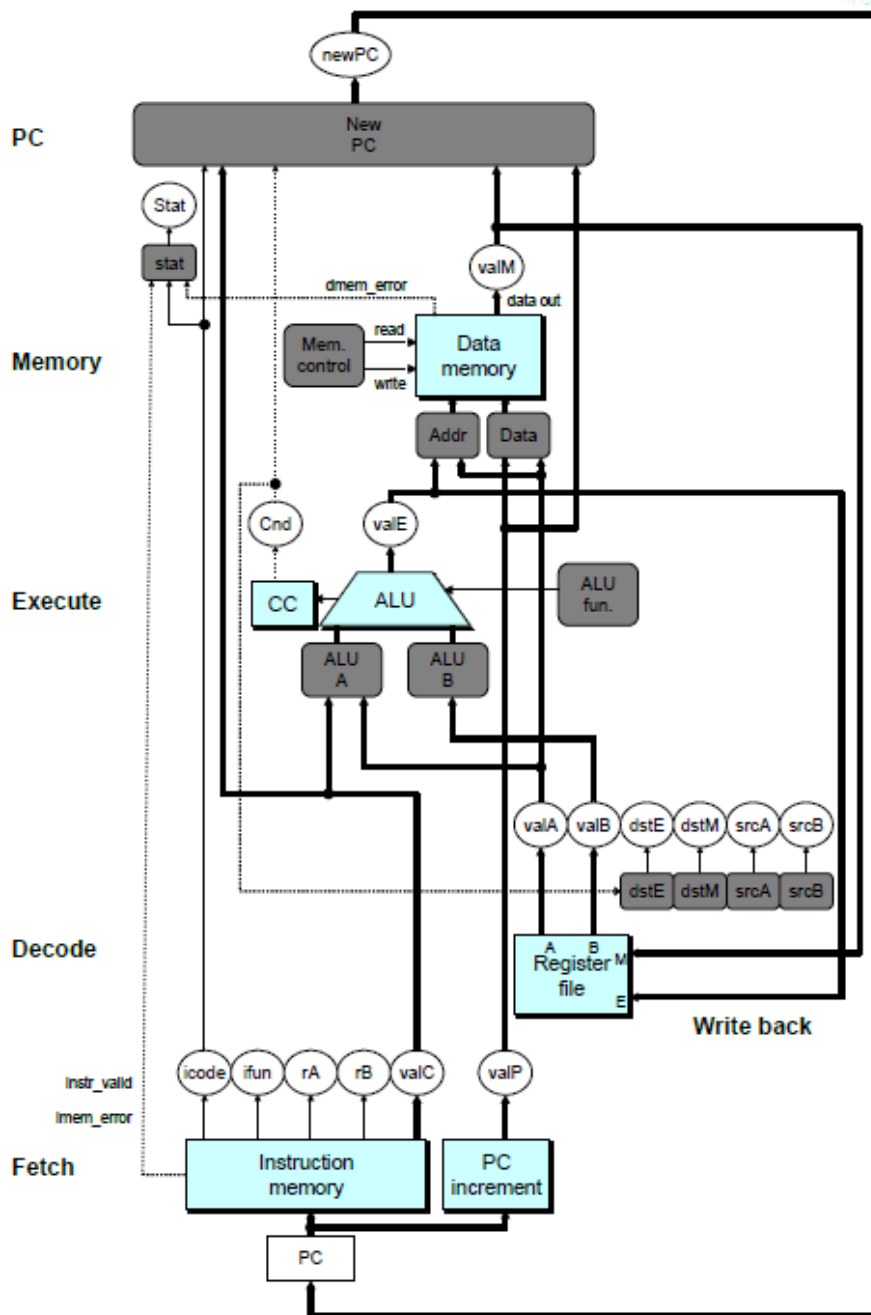 newPC
PC
New
PC
Stat
stat
valM
dmem_error
data out
Memory
Mem.
control
read
write
Data
memory
Addr
Data
Cnd
valE
Execute
CC
ALU
ALU
fun.
ALU
A
ALU
B
valA
valB
dstE
dstM
srcA
srcB
dstE
dstM
srcA
srcB
Decode
A
B
M
Register
file
E
Write back
icode
ifun
rA
rB
valC
valP
Instr_valid
Imem_error
Fetch
Instruction
memory
PC
increment
PC